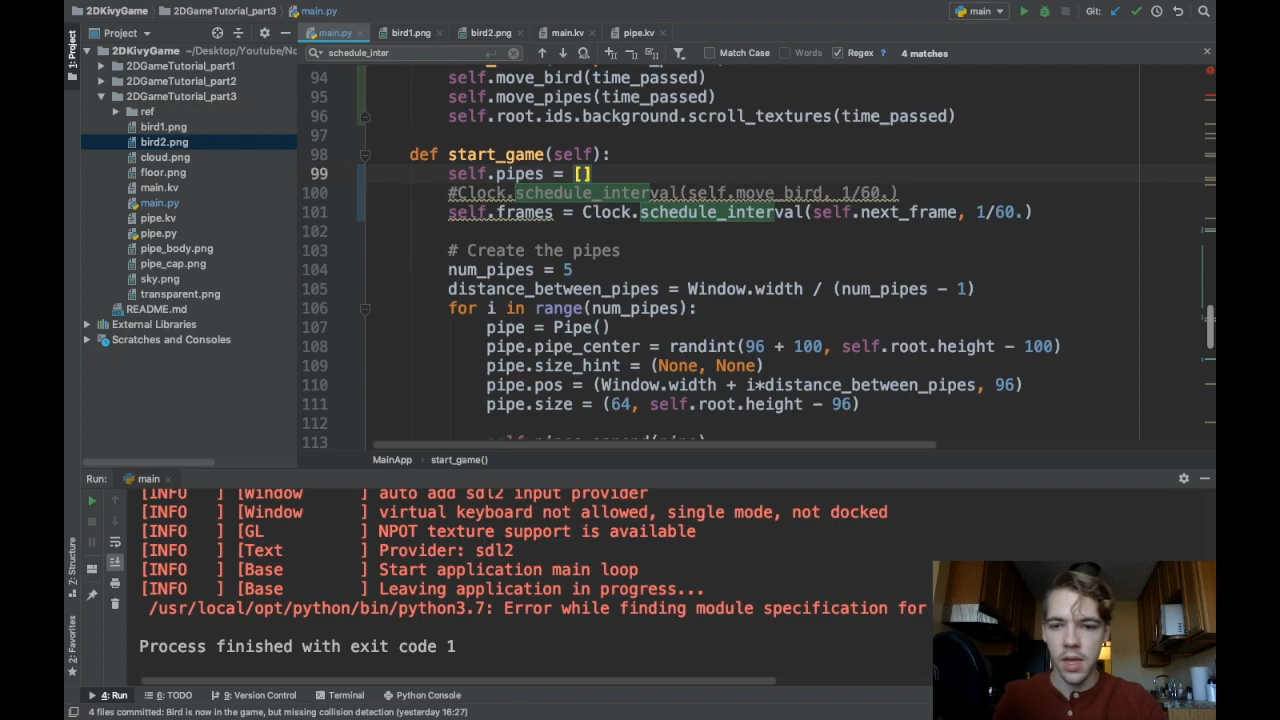 2DKivyGame
2DGameTutorial_part3
main.py
main
Git:
Project
main.py
bird1.png
bird2.png
main.kv
pipe.kv
1: Project
2DKivyGame ~/Desktop/Youtube/No
2DGameTutorial_part1
2DGameTutorial_part2
2DGameTutorial_part3
ref
bird1.png
bird2.png
cloud.png
floor.png
main.kv
main.py
pipe.kv
pipe.py
pipe_body.png
pipe_cap.png
sky.png
transparent.png
README.md
External Libraries
Scratches and Consoles
schedule_inter
Match Case
Words
Regex
?
4 matches
94 self.move_bird(time_passed)
95 self.move_pipes(time_passed)
96 self.root.ids.background.scroll_textures(time_passed)
97
98 def start_game(self):
99 self.pipes = []
100 #Clock.schedule_interval(self.move_bird, 1/60.)
101 self.frames = Clock.schedule_interval(self.next_frame, 1/60.)
102
103 # Create the pipes
104 num_pipes = 5
105 distance_between_pipes = Window.width / (num_pipes - 1)
106 for i in range(num_pipes):
107 pipe = Pipe()
108 pipe.pipe_center = randint(96 + 100, self.root.height - 100)
109 pipe.size_hint = (None, None)
110 pipe.pos = (Window.width + i*distance_between_pipes, 96)
111 pipe.size = (64, self.root.height - 96)
112
113
MainApp
start_game()
Run:
main
[INFO ] [Window ] auto add sdl2 input provider
[INFO ] [Window ] virtual keyboard not allowed, single mode, not docked
[INFO ] [GL ] NPOT texture support is available
[INFO ] [Text ] Provider: sdl2
[INFO ] [Base ] Start application main loop
[INFO ] [Base ] Leaving application in progress...
/usr/local/opt/python/bin/python3.7: Error while finding module specification for
Process finished with exit code 1
7: Structure
2: Favorites
4: Run
6: TODO
9: Version Control
Terminal
Python Console
4 files committed: Bird is now in the game, but missing collision detection (yesterday 16:27)